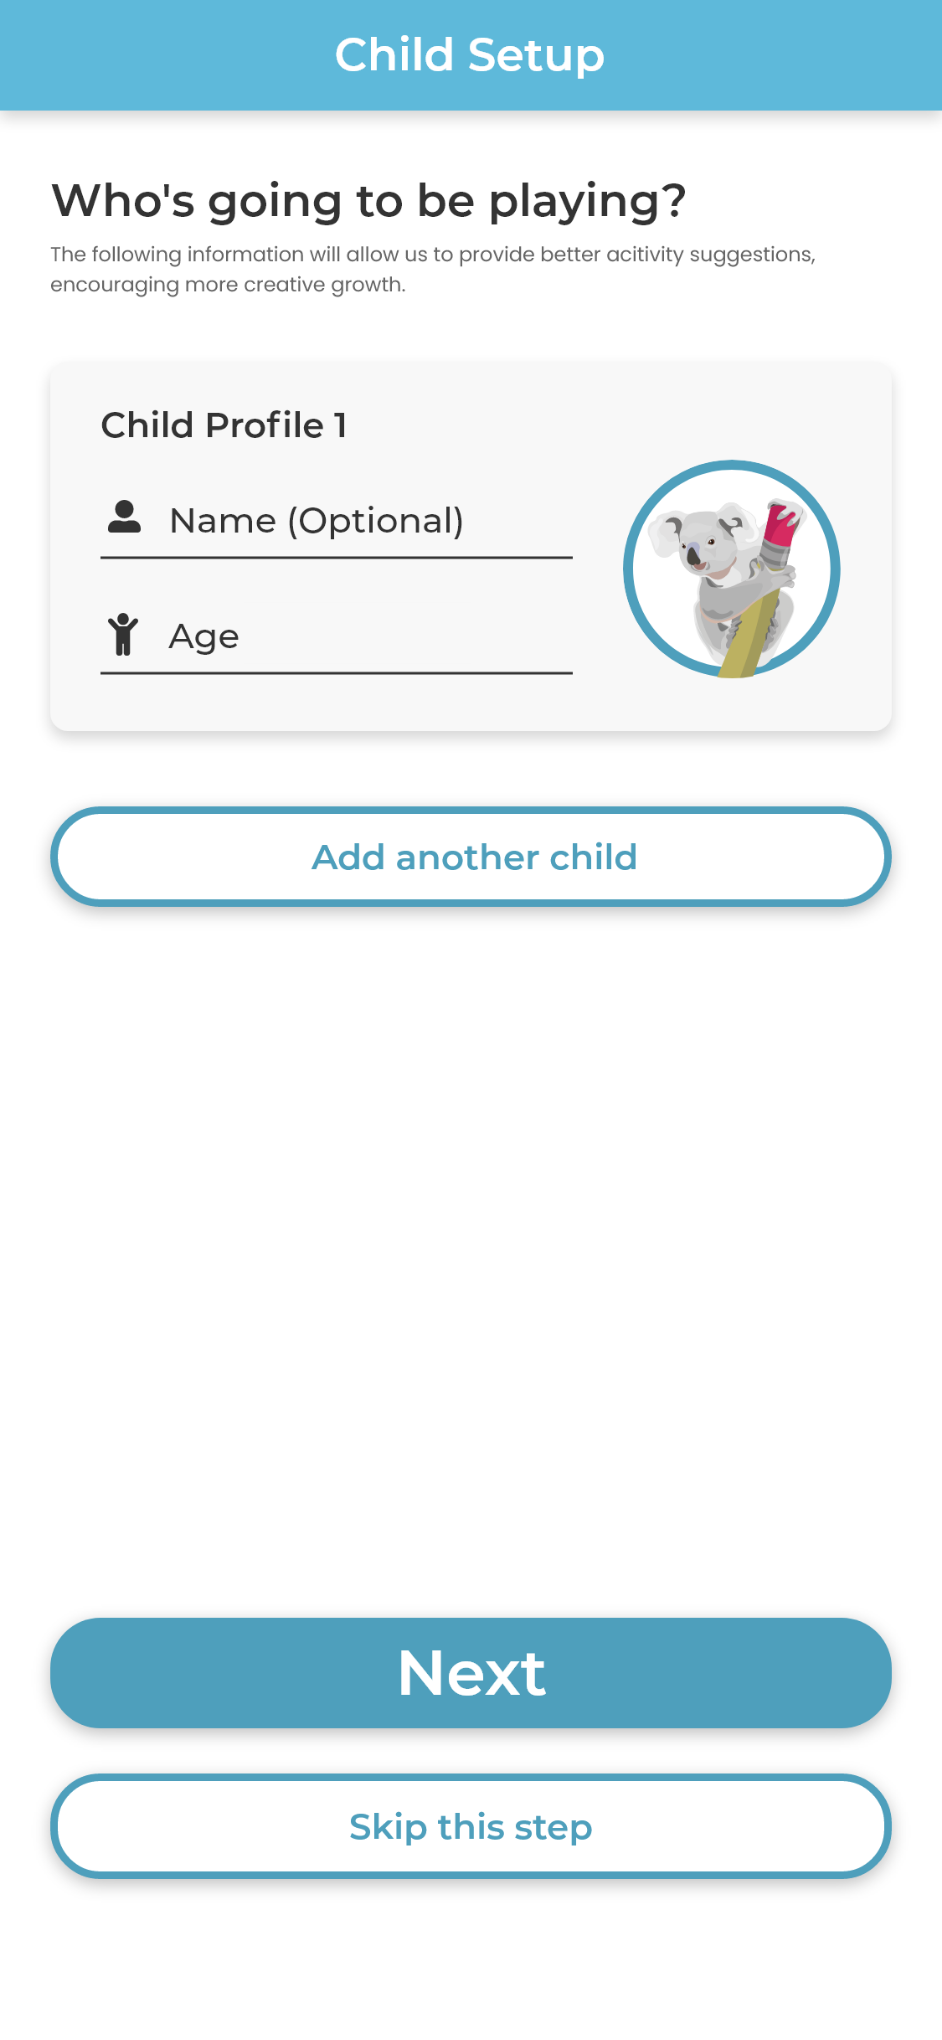 Child Setup
Who's going to be playing?
The following information will allow us to provide better acitivity suggestions,
encouraging more creative growth.
Child Profile 1
Name (Optional)
Age
Add another child
Next
Skip this step